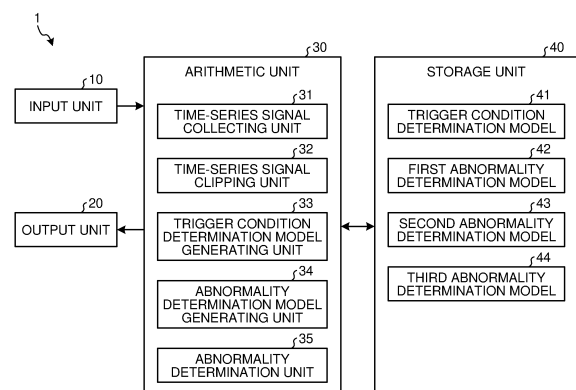 1
30
40
ARITHMETIC UNIT
STORAGE UNIT
10
INPUT UNIT
31
TIME-SERIES SIGNAL
COLLECTING UNIT
41
TRIGGER CONDITION
DETERMINATION MODEL
32
TIME-SERIES SIGNAL
CLIPPING UNIT
42
FIRST ABNORMALITY
DETERMINATION MODEL
20
OUTPUT UNIT
33
TRIGGER CONDITION
DETERMINATION MODEL
GENERATING UNIT
43
SECOND ABNORMALITY
DETERMINATION MODEL
34
ABNORMALITY
DETERMINATION MODEL
GENERATING UNIT
44
THIRD ABNORMALITY
DETERMINATION MODEL
35
ABNORMALITY
DETERMINATION UNIT